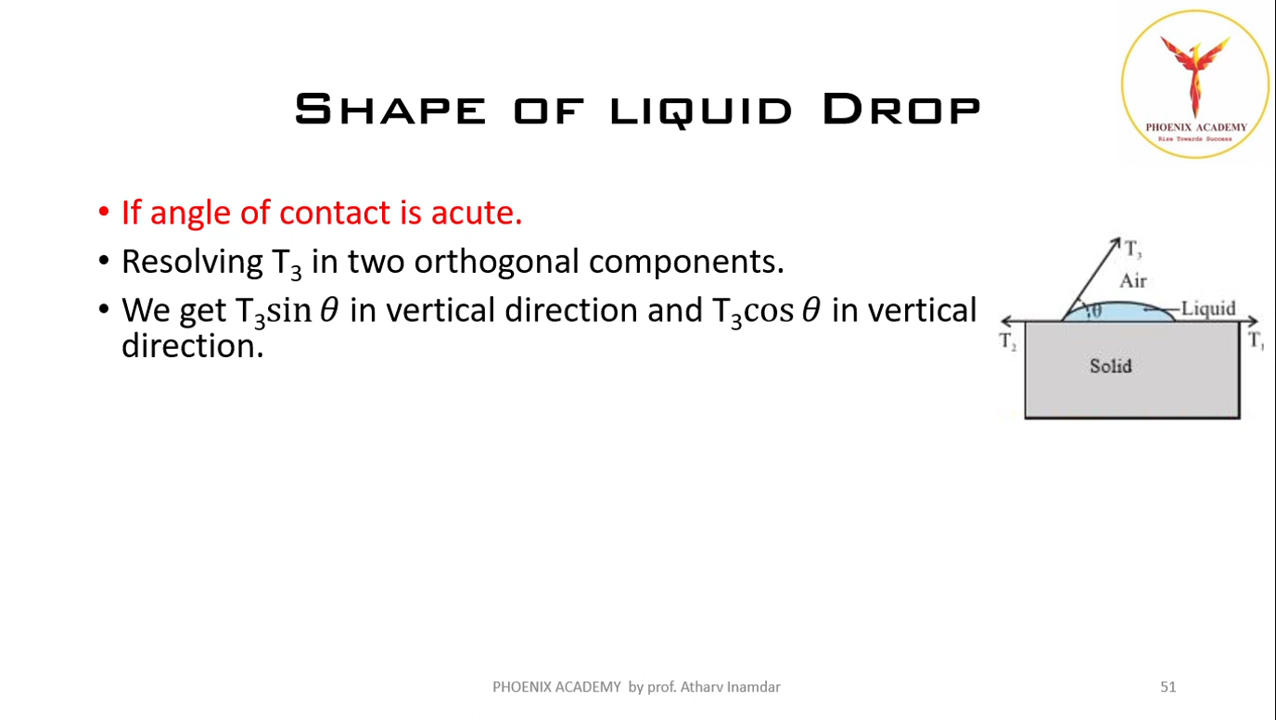 PHOENIX ACADEMY
Rise Towards Success
SHAPE OF LIQUID DROP
• If angle of contact is acute.
• Resolving T₃ in two orthogonal components.
• We get T₃sin θ in vertical direction and T₃cos θ in vertical
direction.
T₃
Air
θ
Liquid
T₂
T₁
Solid
PHOENIX ACADEMY by prof. Atharv Inamdar
51